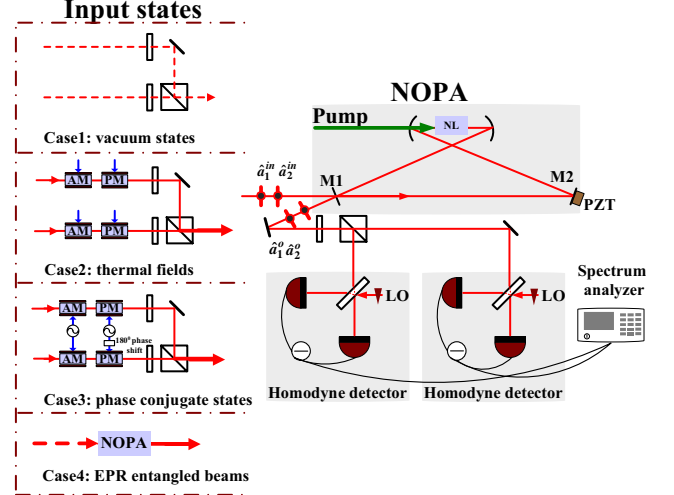 Input states
Case1: vacuum states
AM PM
AM PM
Case2: thermal fields
AM PM
180⁰ phase
shift
AM PM
Case3: phase conjugate states
NOPA
Case4: EPR entangled beams
NOPA
Pump
NL
â₁ⁱⁿ â₂ⁱⁿ
M1
M2
PZT
â₁ᵒ â₂ᵒ
LO
LO
Spectrum
analyzer
Homodyne detector
Homodyne detector